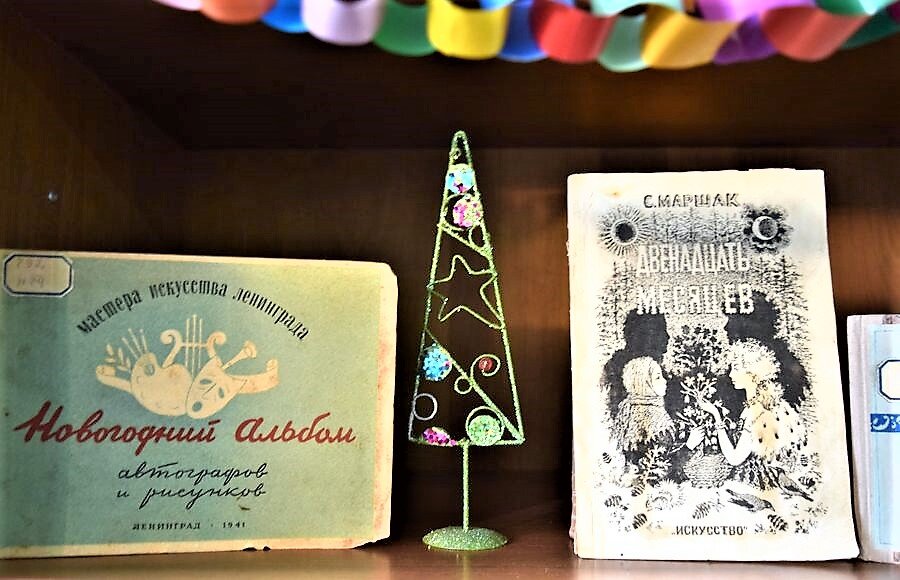 мастера искусства ленинграда
Новогодний Альбом
автографов
и рисунков
ЛЕНИНГРАД · 1941
С. МАРШАК
ДВЕНАДЦАТЬ
МЕСЯЦЕВ
„ИСКУССТВО"